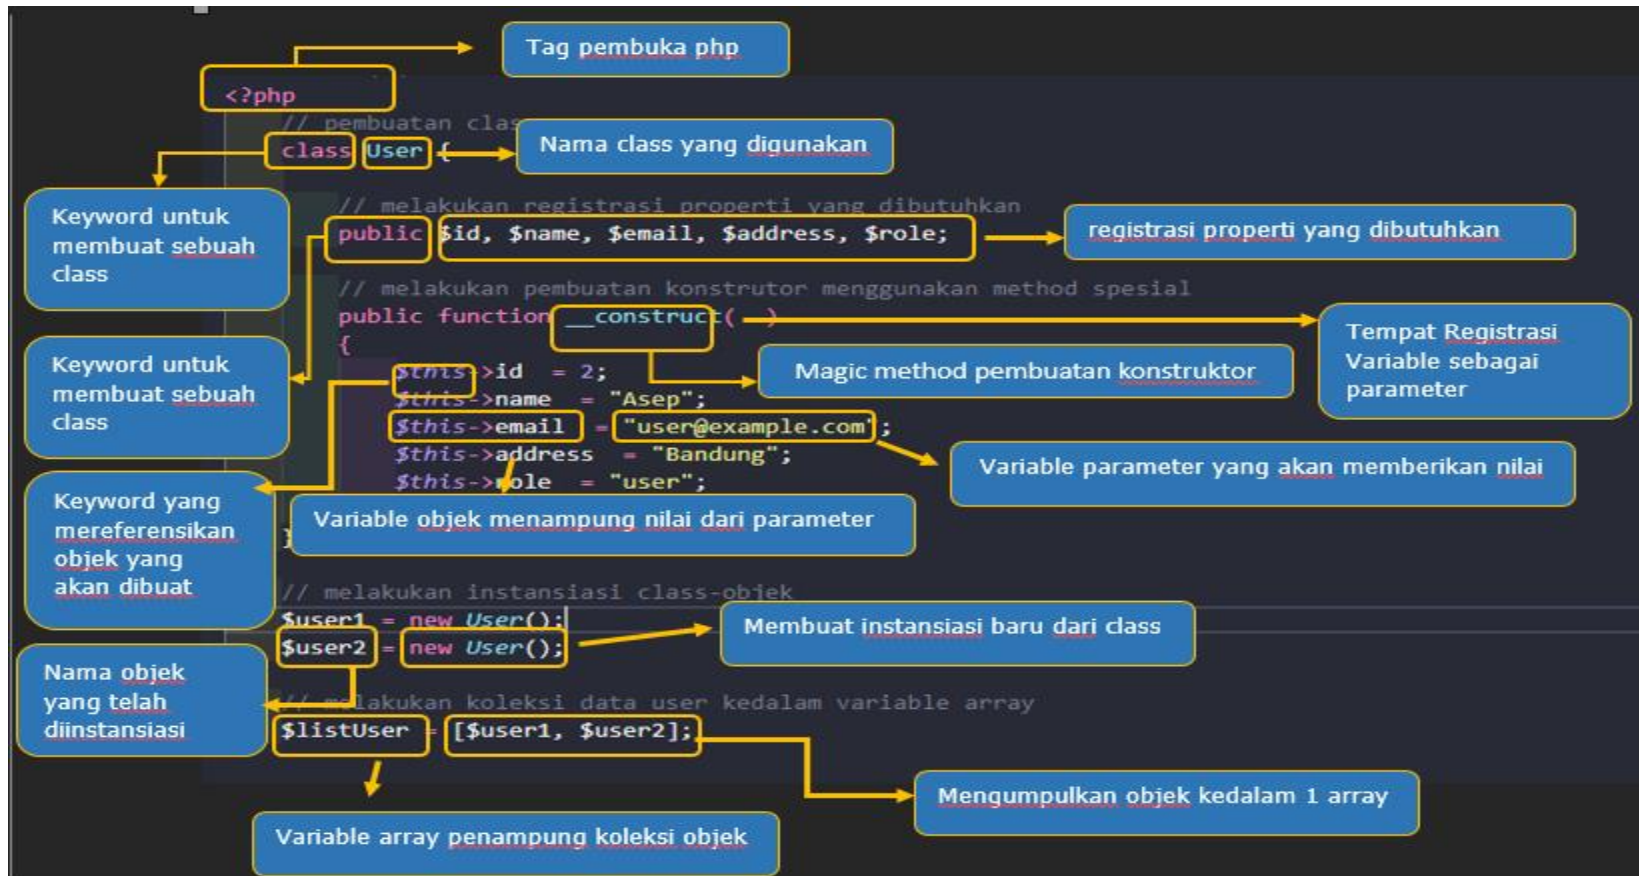 Tag pembuka php
<?php
// pembuatan clas
class User {
Nama class yang digunakan
Keyword untuk
membuat sebuah
class
// melakukan registrasi properti yang dibutuhkan
public $id, $name, $email, $address, $role;
registrasi properti yang dibutuhkan
// melakukan pembuatan konstrutor menggunakan method spesial
public function __construct( )
{
Tempat Registrasi
Variable sebagai
parameter
Keyword untuk
membuat sebuah
class
$this->id = 2;
Magic method pembuatan konstruktor
$this->name = "Asep";
$this->email = "user@example.com";
$this->address = "Bandung";
Variable parameter yang akan memberikan nilai
$this->role = "user";
Keyword yang
mereferensikan
objek yang
akan dibuat
Variable objek menampung nilai dari parameter
}
// melakukan instansiasi class-objek
$user1 = new User();
$user2 = new User();
Membuat instansiasi baru dari class
Nama objek
yang telah
diinstansiasi
// melakukan koleksi data user kedalam variable array
$listUser = [$user1, $user2];
Mengumpulkan objek kedalam 1 array
Variable array penampung koleksi objek